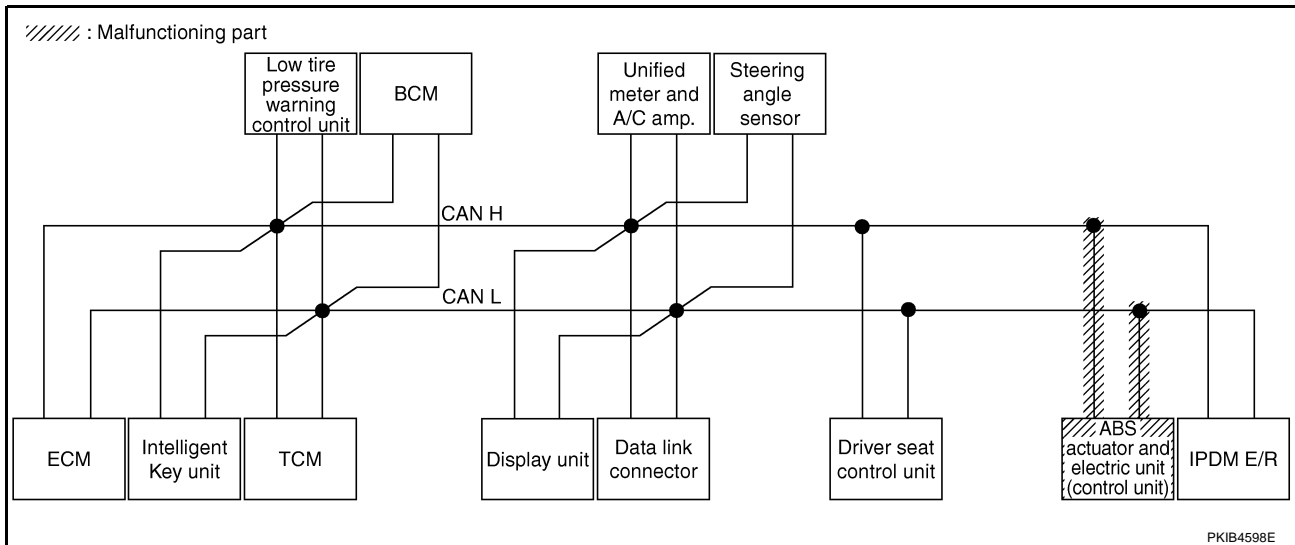 : Malfunctioning part
Low tire
pressure
warning
control unit
BCM
Unified
meter and
A/C amp.
Steering
angle
sensor
CAN H
CAN L
ECM
Intelligent
Key unit
TCM
Display unit
Data link
connector
Driver seat
control unit
ABS
actuator and
electric unit
(control unit)
IPDM E/R
PKIB4598E